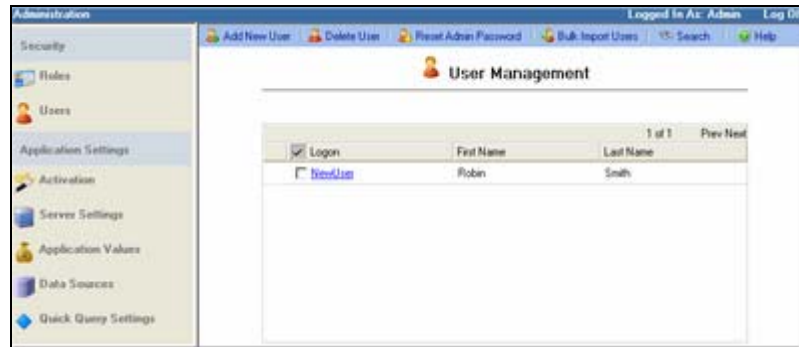 Administration Logged In As: Admin Log
Add New User Delete User Reset Admin Password Bulk Import Users Search Help
Security
Roles
Users
Application Settings
Activation
Server Settings
Application Values
Data Sources
Quick Query Settings
User Management
1 of 1 Prev Next
Logon First Name Last Name
NewUser Robin Smith